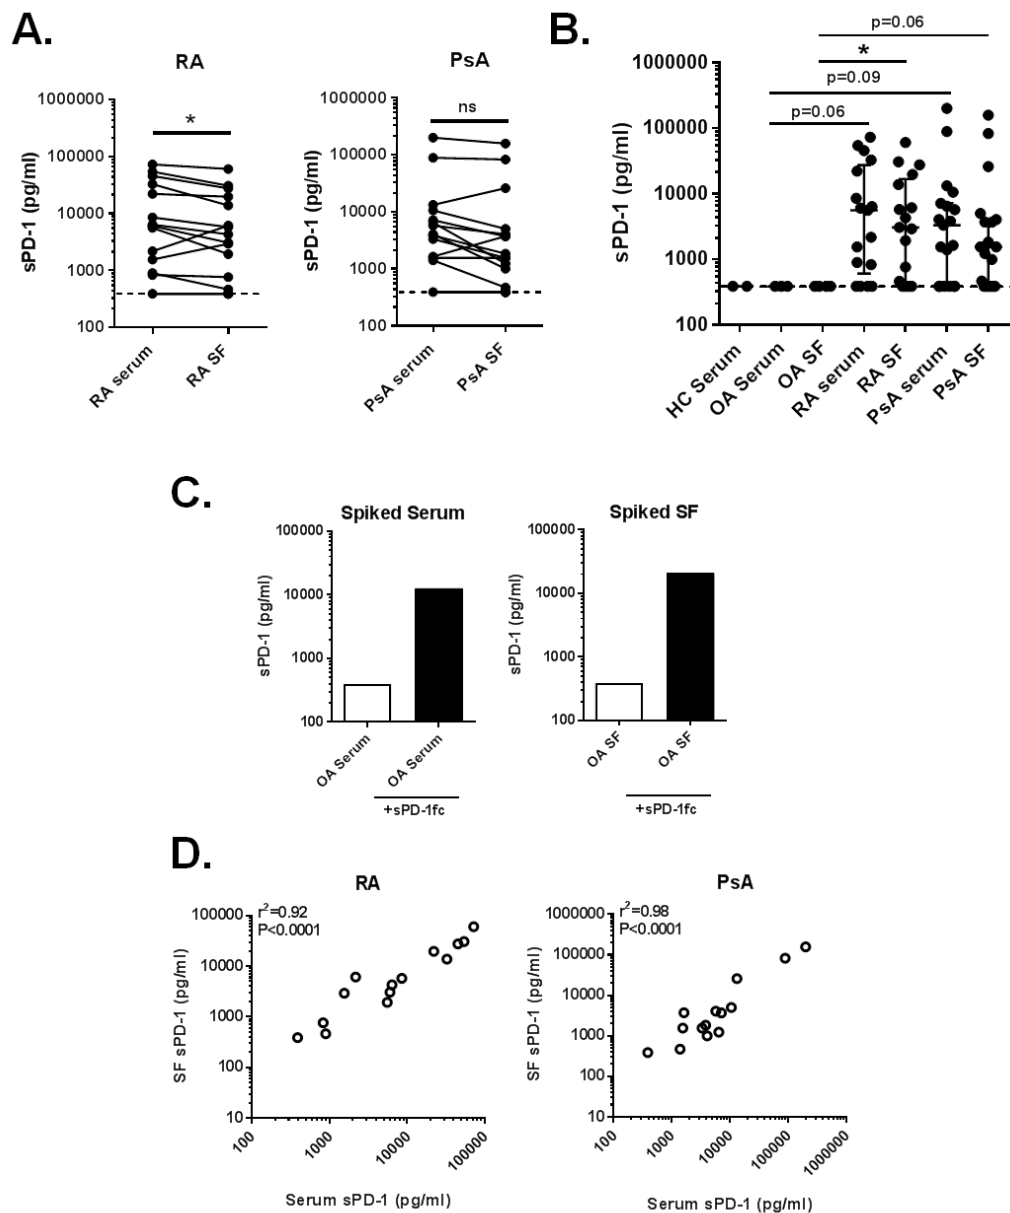 A.
RA
sPD-1 (pg/ml)
1000000
100000
10000
1000
100
*
RA serum
RA SF
PsA
sPD-1 (pg/ml)
1000000
100000
10000
1000
100
ns
PsA serum
PsA SF
B.
sPD-1 (pg/ml)
1000000
100000
10000
1000
100
p=0.06
*
p=0.09
p=0.06
HC Serum
OA Serum
OA SF
RA serum
RA SF
PsA serum
PsA SF
C.
Spiked Serum
sPD-1 (pg/ml)
100000
10000
1000
100
OA Serum
OA Serum
+sPD-1fc
Spiked SF
sPD-1 (pg/ml)
100000
10000
1000
100
OA SF
OA SF
+sPD-1fc
D.
RA
r²=0.92
P<0.0001
SF sPD-1 (pg/ml)
100000
10000
1000
100
10
100
1000
10000
100000
Serum sPD-1 (pg/ml)
PsA
r²=0.98
P<0.0001
SF sPD-1 (pg/ml)
1000000
100000
10000
1000
100
10
100
1000
10000
100000
1000000
Serum sPD-1 (pg/ml)